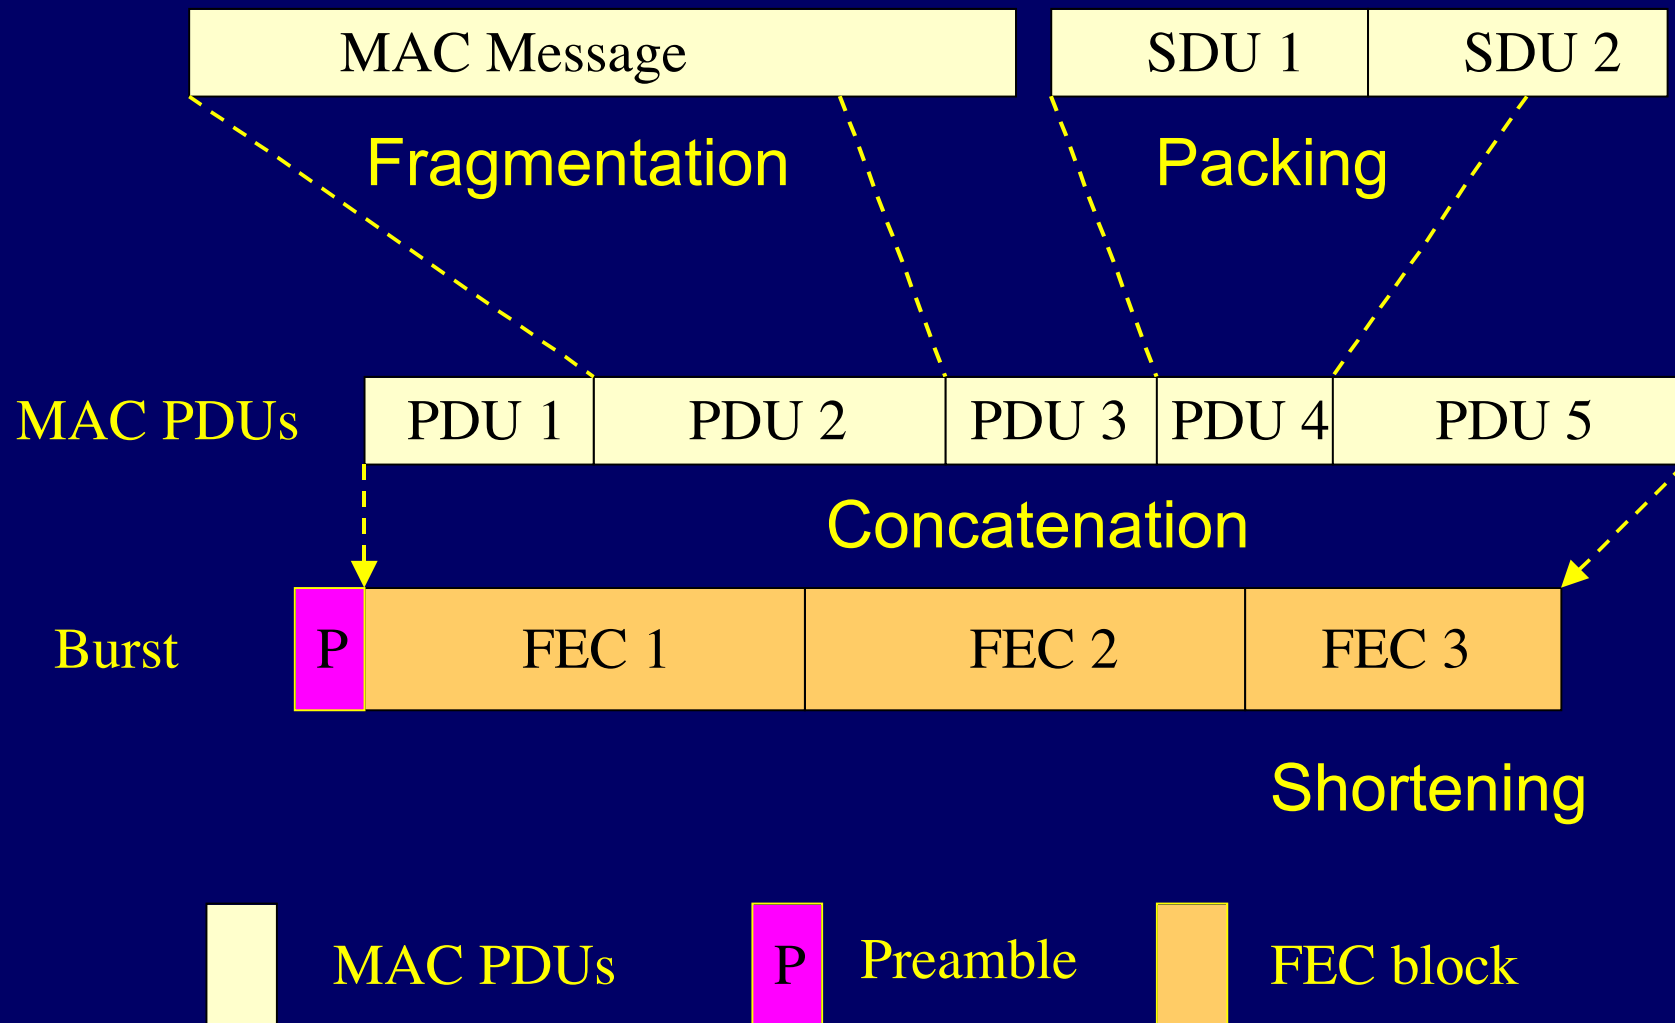 MAC Message
SDU 1
SDU 2
Fragmentation
Packing
MAC PDUs
PDU 1
PDU 2
PDU 3
PDU 4
PDU 5
Concatenation
Burst
P
FEC 1
FEC 2
FEC 3
Shortening
MAC PDUs
P
Preamble
FEC block